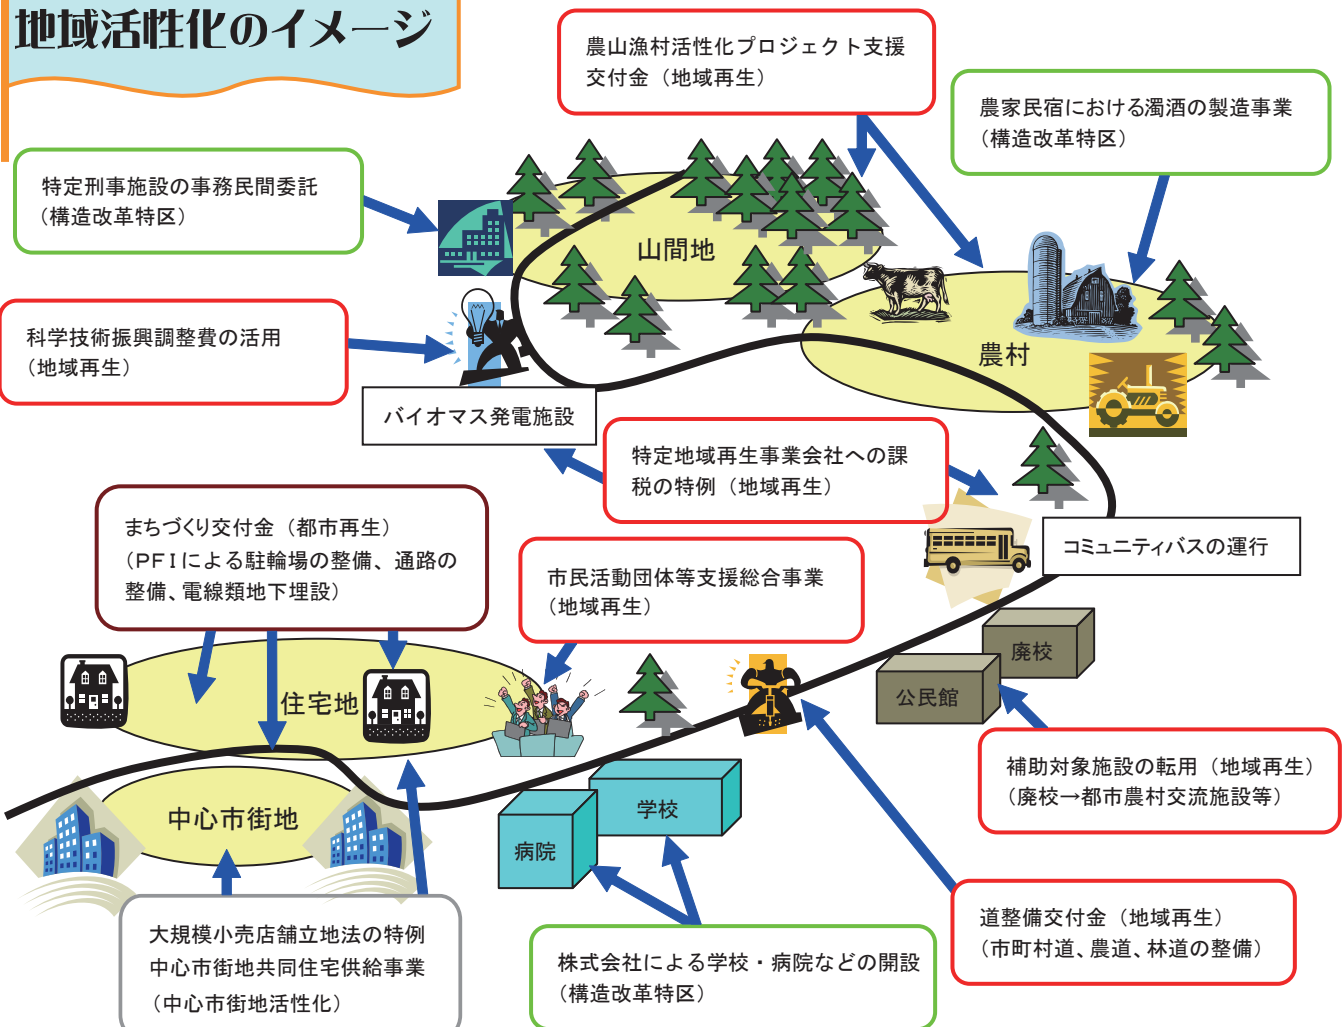 地域活性化のイメージ
農山漁村活性化プロジェクト支援
交付金（地域再生）
農家民宿における濁酒の製造事業
（構造改革特区）
特定刑事施設の事務民間委託
（構造改革特区）
山間地
科学技術振興調整費の活用
（地域再生）
農村
バイオマス発電施設
特定地域再生事業会社への課
税の特例（地域再生）
まちづくり交付金（都市再生）
（PFIによる駐輪場の整備、通路の
整備、電線類地下埋設）
コミュニティバスの運行
市民活動団体等支援総合事業
（地域再生）
廃校
公民館
住宅地
補助対象施設の転用（地域再生）
（廃校→都市農村交流施設等）
中心市街地
学校
病院
道整備交付金（地域再生）
（市町村道、農道、林道の整備）
大規模小売店舗立地法の特例
中心市街地共同住宅供給事業
（中心市街地活性化）
株式会社による学校・病院などの開設
（構造改革特区）